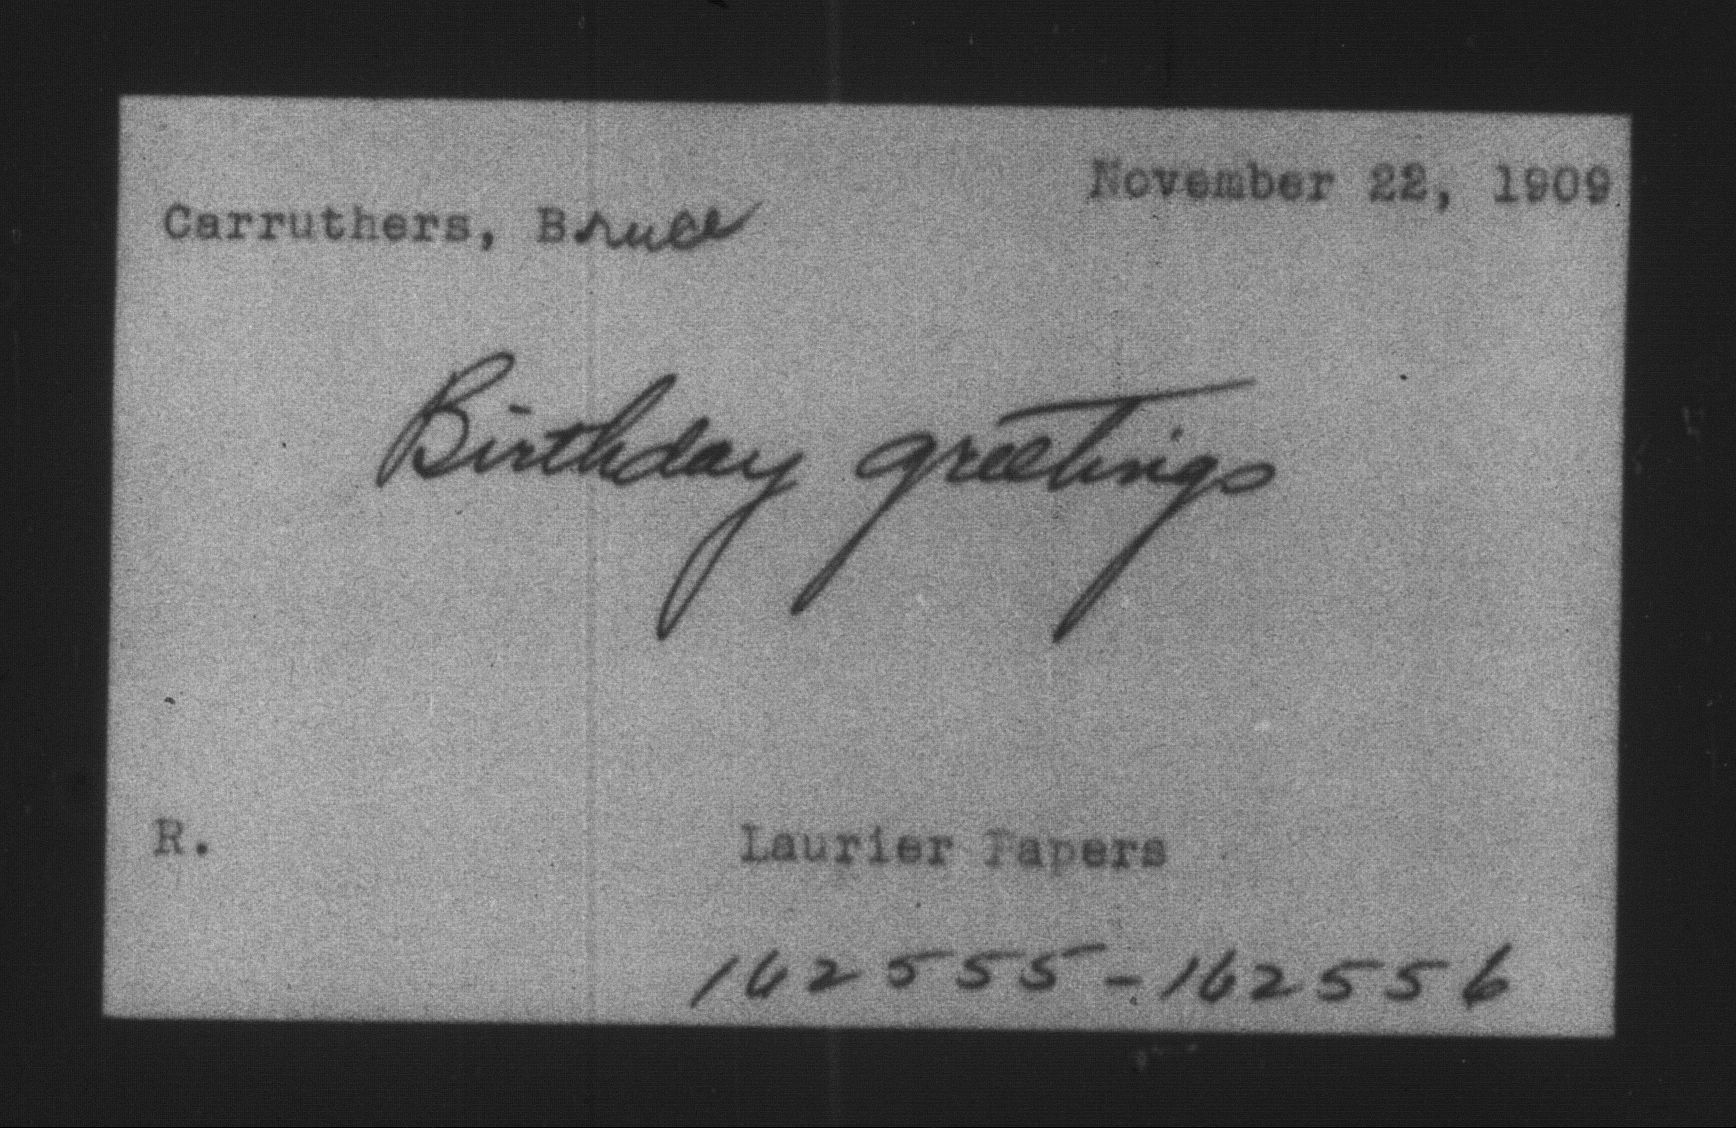 November 22, 1909
Carruthers, Bruce
Birthday greetings
R.
Laurier Papers
162555-162556